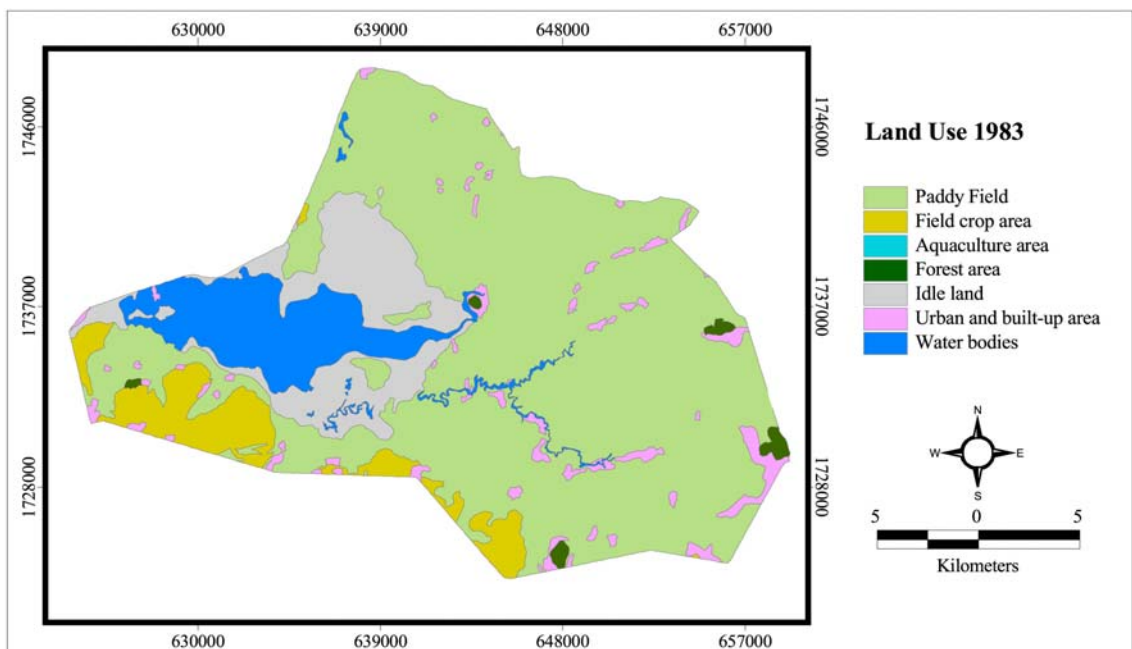 630000 639000 648000 657000
1746000 1746000
1737000 1737000
1728000 1728000
630000 639000 648000 657000
Land Use 1983
Paddy Field
Field crop area
Aquaculture area
Forest area
Idle land
Urban and built-up area
Water bodies
N
W E
S
5 0 5
Kilometers